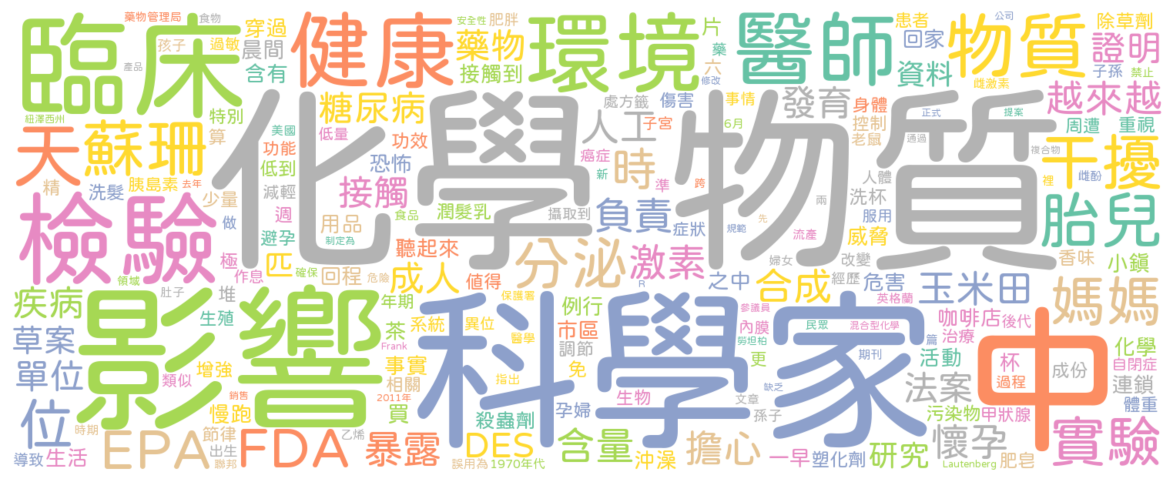 藥物管理局 食物 穿過 安全性 肥胖 片 患者 公司 除草劑
臨床 健康 藥物 環境 醫師 回家 物質 證明
孩子 過敏 晨間 接觸到 藥 資料 子孫 禁止
產品 含有 六 修改 雌激素 越來越
紐澤西州 特別 糖尿病 處方籤 傷害 事情 發育 身體 正式 提案 周遭 重視
天 蘇珊 算 美國 低量 功效 人工 子宮 6月 控制 老鼠 通過 複合物 干擾
功能 化學物質 癌症 新 時 準 跨
精 洗髮 胰島素 去年 低到 恐怖 人體 裡 雌酚
檢驗 少量 減輕 接觸 洗杯 服用 胎兒
做 週 用品 潤髮乳 食品 攝取到 負責 症狀 兩 先 規範 流產 威脅
避孕 制定為 聽起來 改變 香味
極 作息 匹 確保 回程 危險 成人 值得 分泌 激素 之中 婦女 經歷 危害 小鎮
領域 肚子 堆 保護署 R 合成 英格蘭 玉米田 媽媽
疾病 生殖 影響 年期 科學家 例行 參議員 咖啡店 後代
草案 茶 系統 異位 醫學 市區 內膜 民眾 混合型化學 治療 中 杯 化學
單位 類似 增強 Frank 事實 調節 勞坦柏 更 期刊 篇 活動 過程 成份 自閉症
相關 指出 免 缺乏 法案 連鎖 體重
位 銷售 慢跑 2011年 買 殺蟲劑 孕婦 生物 文章 孫子 污染物 甲狀腺
時期 EPA 節律 FDA 乙烯 暴露 DES 含量 擔心 懷孕 實驗
導致 生活 出生 聯邦 誤用為 1970年代 沖澡 一早 塑化劑 研究 Lautenberg 肥皂